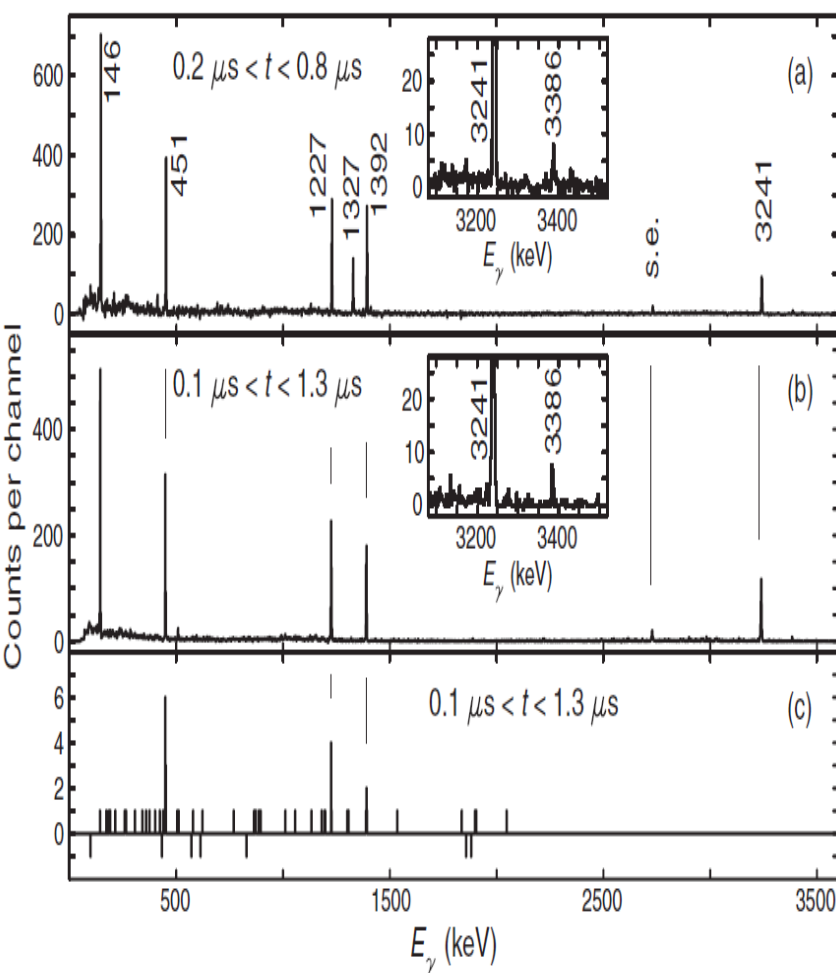 Counts per channel
(a)
0.2 μs < t < 0.8 μs
146
451
1227
1327
1392
s.e.
3241
600
400
200
0
3241
3386
20
10
0
3200 3400
Eγ (keV)
(b)
0.1 μs < t < 1.3 μs
400
200
0
3241
3386
20
10
0
3200 3400
Eγ (keV)
(c)
0.1 μs < t < 1.3 μs
6
4
2
0
500 1500 2500 3500
Eγ (keV)